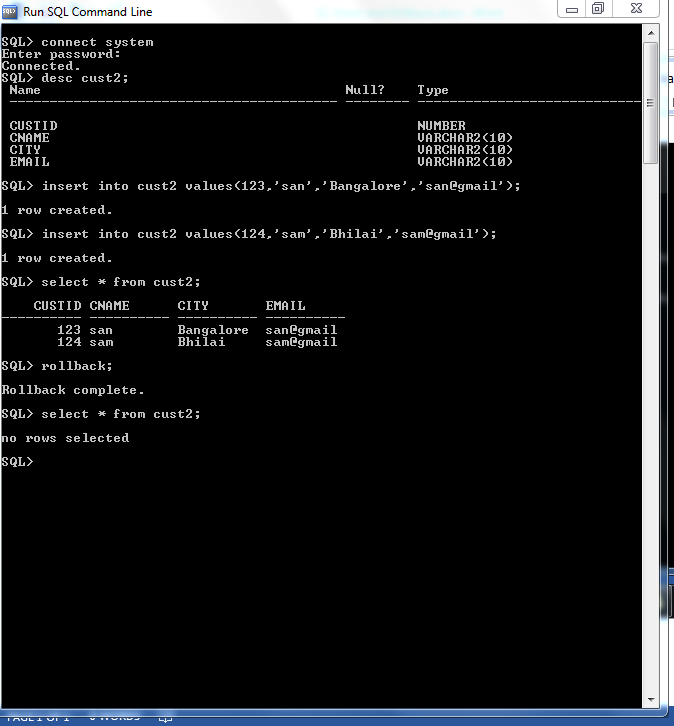 Run SQL Command Line
SQL> connect system
Enter password:
Connected.
SQL> desc cust2;
Name Null? Type
----------------------------------------- -------- ----------------------------
CUSTID NUMBER
CNAME VARCHAR2(10)
CITY VARCHAR2(10)
EMAIL VARCHAR2(10)
SQL> insert into cust2 values(123,'san','Bangalore','san@gmail');
1 row created.
SQL> insert into cust2 values(124,'sam','Bhilai','sam@gmail');
1 row created.
SQL> select * from cust2;
CUSTID CNAME CITY EMAIL
---------- ---------- ---------- ----------
123 san Bangalore san@gmail
124 sam Bhilai sam@gmail
SQL> rollback;
Rollback complete.
SQL> select * from cust2;
no rows selected
SQL>